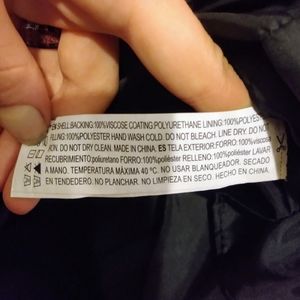 EN SHELL:BACKING:100%VISCOSE COATING:POLYURETHANE LINING:100%POLYES
FILLING:100%POLYESTER HAND WASH COLD. DO NOT BLEACH. LINE DRY. DO NOT
IRON. DO NOT DRY CLEAN. MADE IN CHINA. ES TELA EXTERIOR:FORRO:100%viscosa
RECUBRIMIENTO:poliuretano FORRO:100%poliéster RELLENO:100%poliéster LAVAR
A MANO. TEMPERATURA MÁXIMA 40 ºC. NO USAR BLANQUEADOR. SECADO
EN TENDEDERO. NO PLANCHAR. NO LIMPIEZA EN SECO. HECHO EN CHINA.